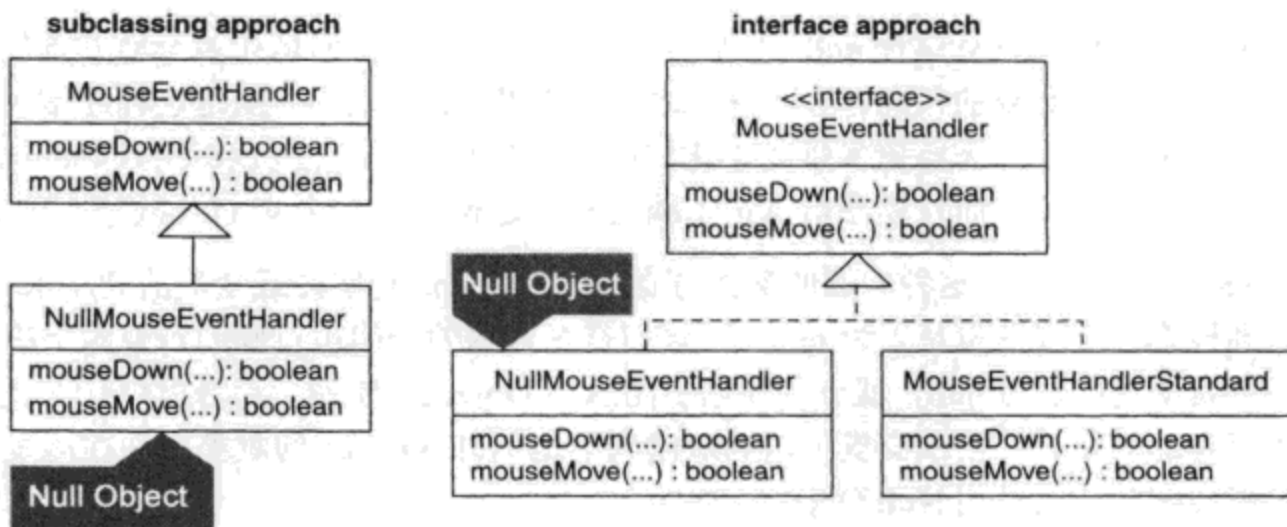 subclassing approach
MouseEventHandler
mouseDown(...): boolean
mouseMove(...) : boolean
NullMouseEventHandler
mouseDown(...): boolean
mouseMove(...) : boolean
Null Object
interface approach
<<interface>>
MouseEventHandler
mouseDown(...): boolean
mouseMove(...) : boolean
Null Object
NullMouseEventHandler
mouseDown(...): boolean
mouseMove(...) : boolean
MouseEventHandlerStandard
mouseDown(...): boolean
mouseMove(...) : boolean